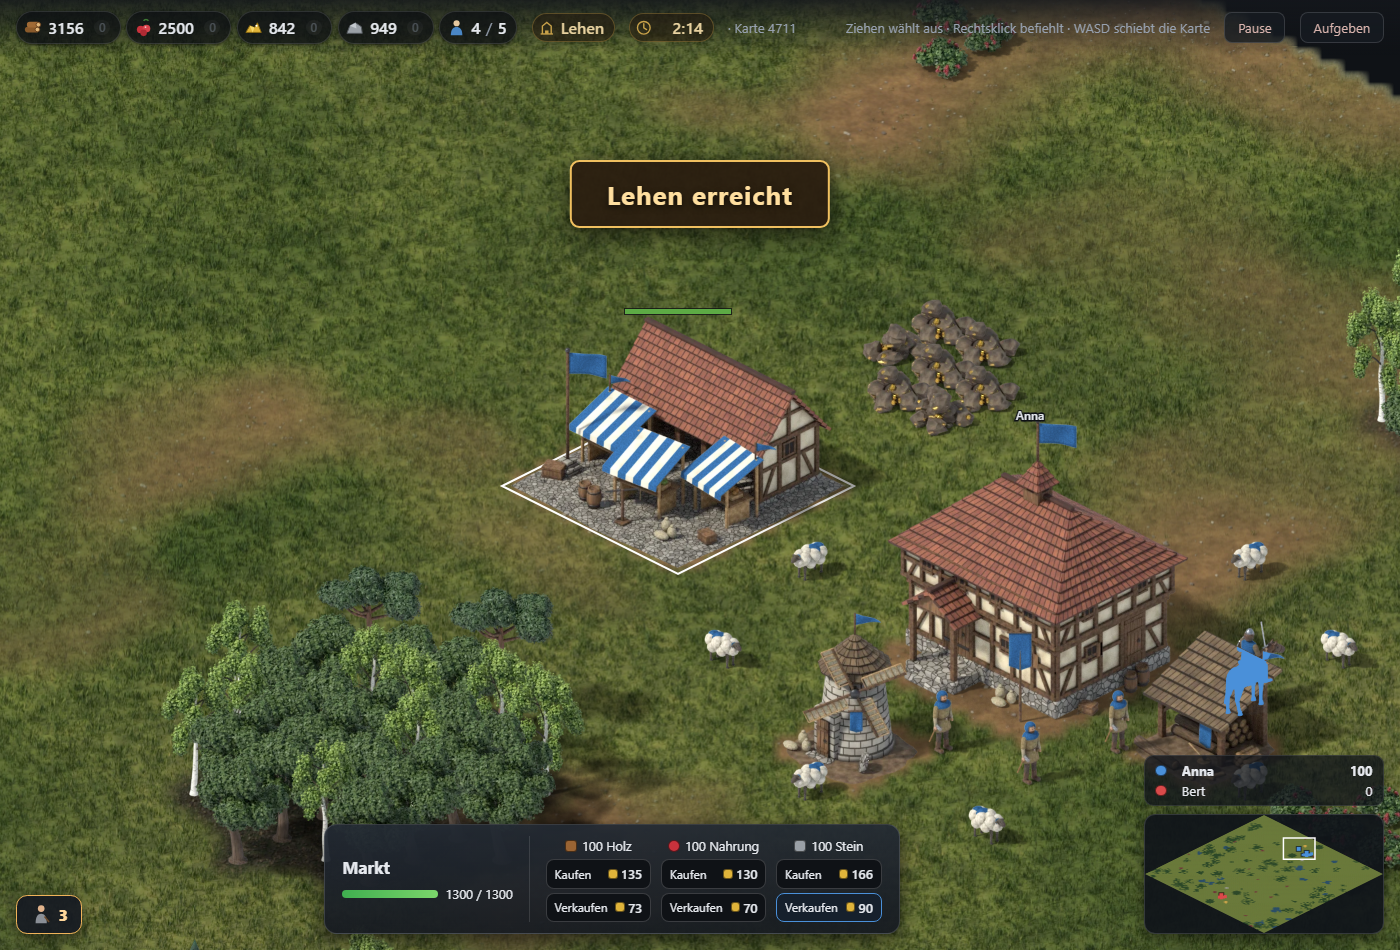 3156 0 2500 0 842 0 949 0 4 / 5 Lehen 2:14 · Karte 4711 Ziehen wählt aus · Rechtsklick befiehlt · WASD schiebt die Karte Pause Aufgeben
Lehen erreicht
Anna
Anna 100
Bert 0
Markt
1300 / 1300
100 Holz 100 Nahrung 100 Stein
Kaufen 135 Kaufen 130 Kaufen 166
Verkaufen 73 Verkaufen 70 Verkaufen 90
3